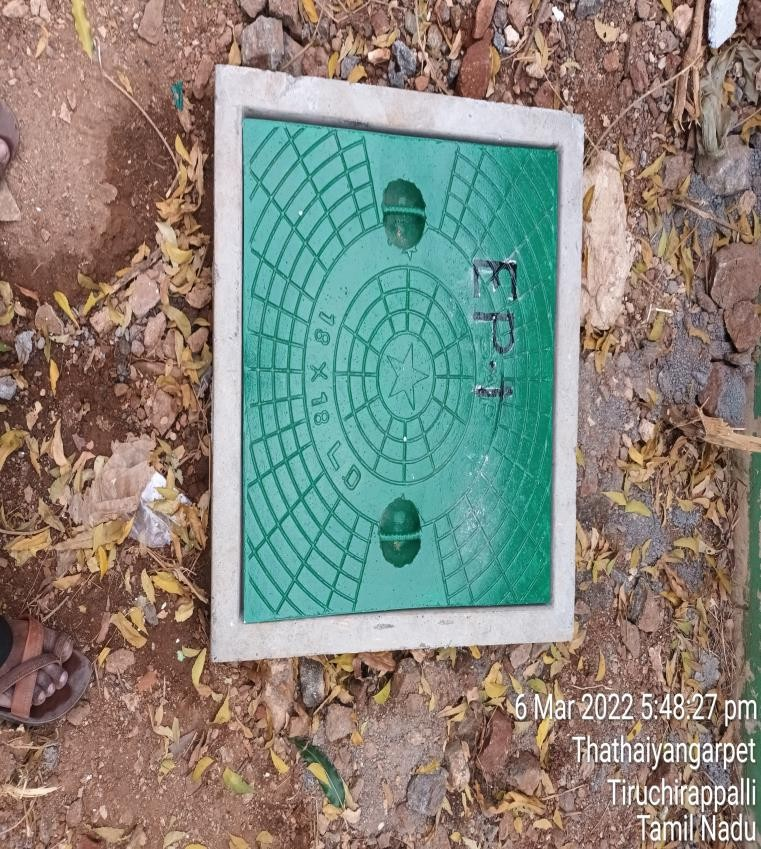 EP.1
18 X 18 LD
6 Mar 2022 5:48:27 pm
Thathaiyangarpet
Tiruchirappalli
Tamil Nadu